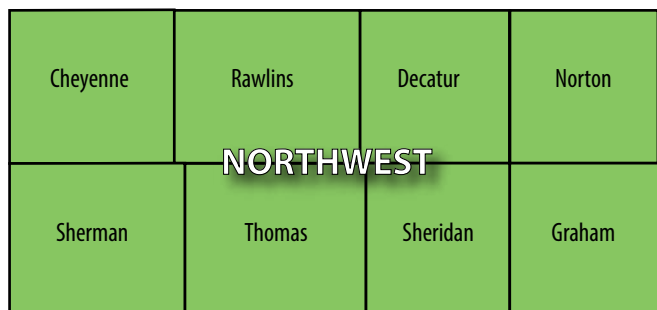 Cheyenne Rawlins Decatur Norton
NORTHWEST
Sherman Thomas Sheridan Graham